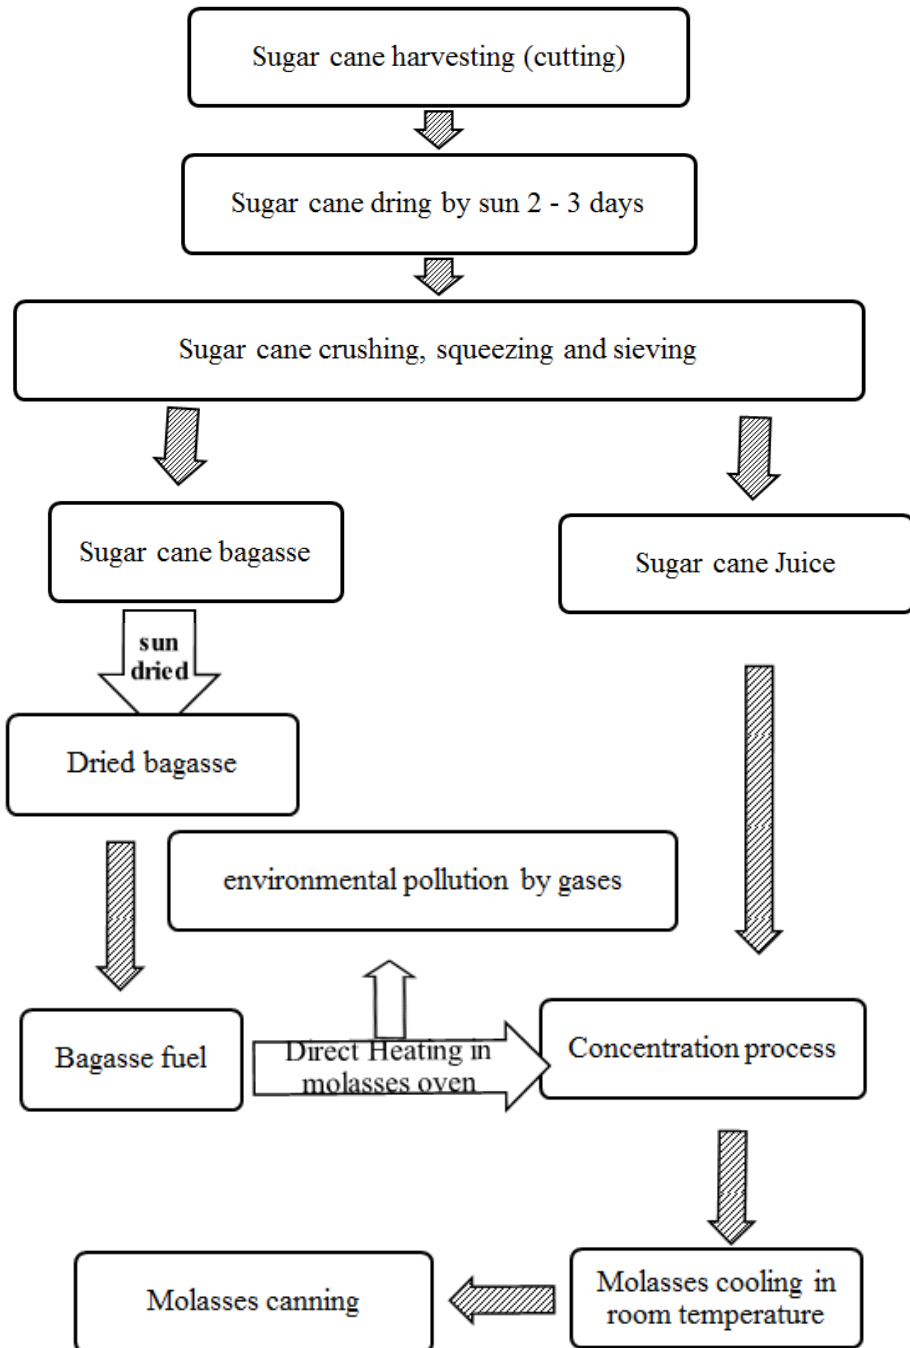 Sugar cane harvesting (cutting)
Sugar cane dring by sun 2 - 3 days
Sugar cane crushing, squeezing and sieving
Sugar cane bagasse
Sugar cane Juice
sun
dried
Dried bagasse
environmental pollution by gases
Bagasse fuel
Direct Heating in
molasses oven
Concentration process
Molasses cooling in
room temperature
Molasses canning